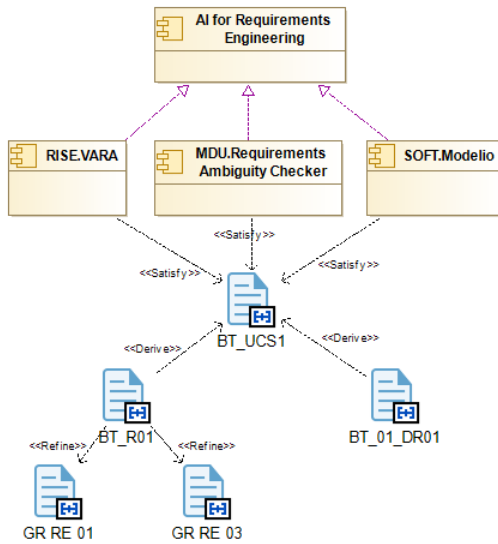 AI for Requirements
Engineering
RISE.VARA
MDU.Requirements
Ambiguity Checker
SOFT.Modelio
<<Satisfy>>
<<Satisfy>>
<<Satisfy>>
BT_UCS1
<<Derive>>
<<Derive>>
BT_R01
BT_01_DR01
<<Refine>>
<<Refine>>
GR RE 01
GR RE 03